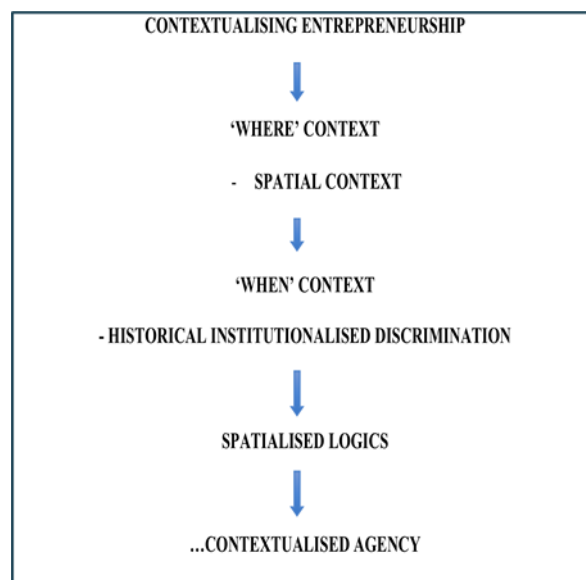 CONTEXTUALISING ENTREPRENEURSHIP
‘WHERE’ CONTEXT
- SPATIAL CONTEXT
‘WHEN’ CONTEXT
- HISTORICAL INSTITUTIONALISED DISCRIMINATION
SPATIALISED LOGICS
...CONTEXTUALISED AGENCY